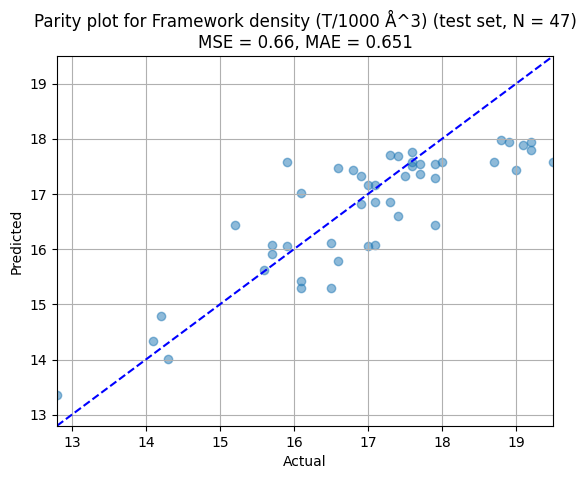 Parity plot for Framework density (T/1000 Å^3) (test set, N = 47)
MSE = 0.66, MAE = 0.651
19
18
17
16
15
14
13
Predicted
13 14 15 16 17 18 19
Actual